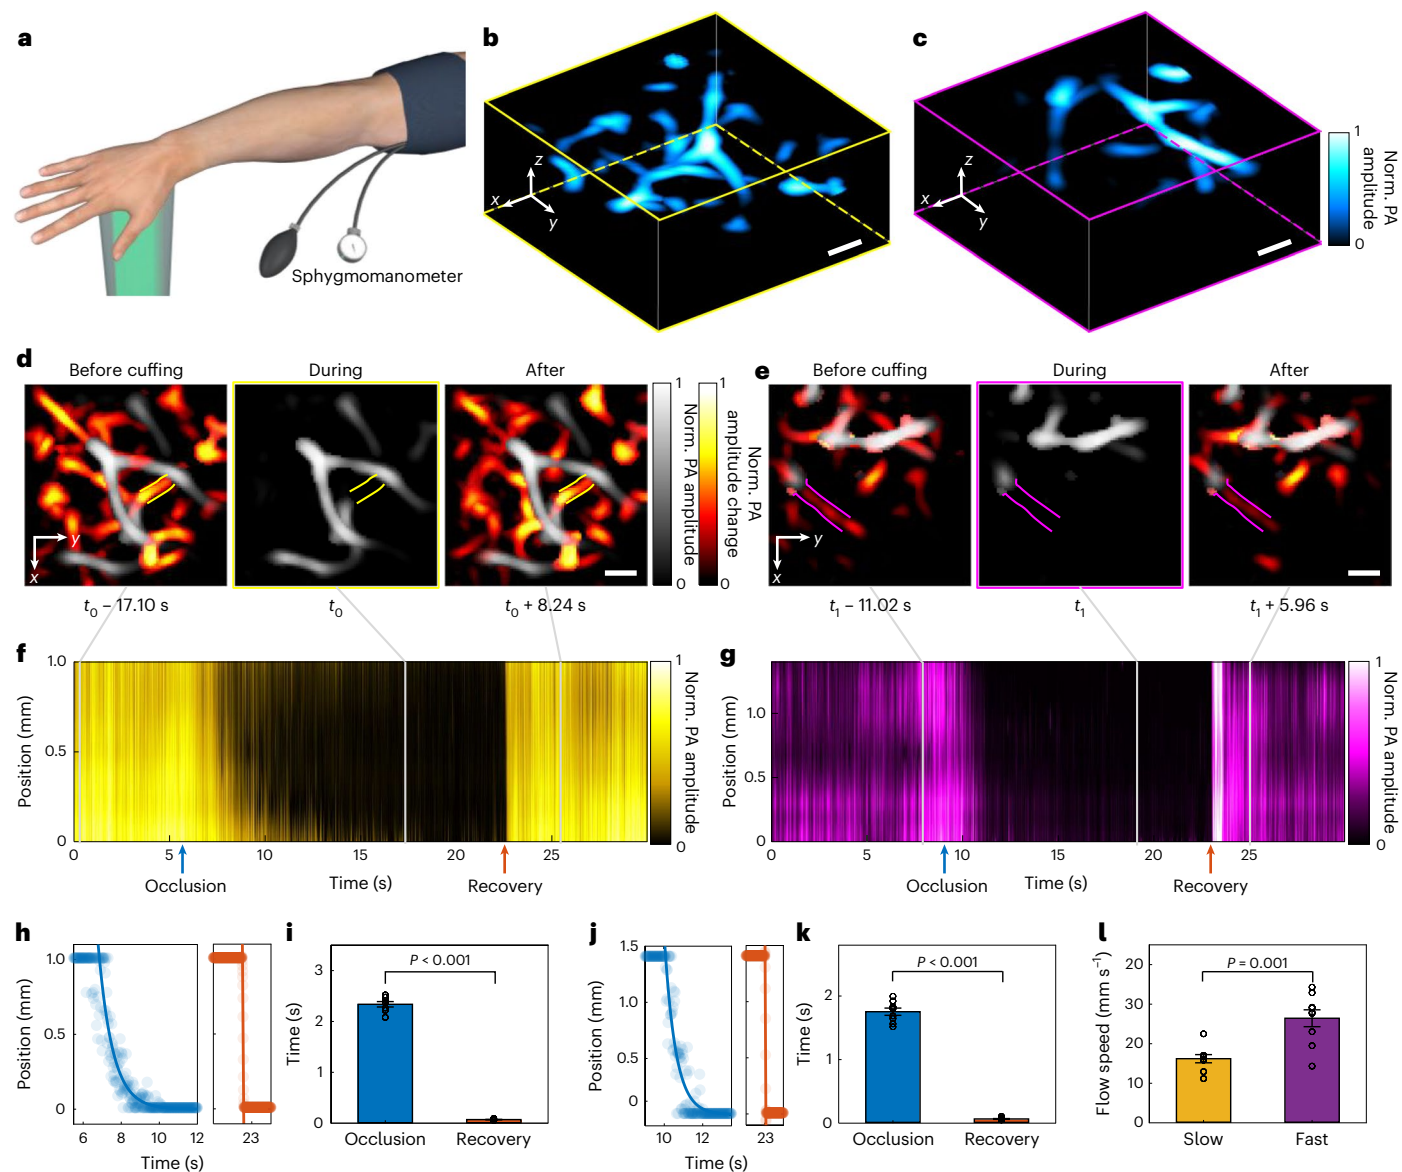 a
Sphygmomanometer
b
z
x
y
c
z
x
y
1
0
Norm. PA
amplitude
d
Before cuffing
During
After
y
x
t0 – 17.10 s
t0
t0 + 8.24 s
1
0
Norm. PA amplitude
1
0
Norm. PA
amplitude change
e
Before cuffing
During
After
y
x
t1 – 11.02 s
t1
t1 + 5.96 s
f
Position (mm)
1.0
0.5
0
0 5 10 15 20 25
Occlusion
Time (s)
Recovery
1
0
Norm. PA amplitude
g
Position (mm)
1.0
0.5
0
0 5 10 15 20 25
Occlusion
Time (s)
Recovery
1
0
Norm. PA amplitude
h
Position (mm)
1.0
0.5
0
6 8 10 12
23
Time (s)
i
Time (s)
3
2
1
0
P < 0.001
Occlusion Recovery
j
Position (mm)
1.5
1.0
0.5
0
10 12
23
Time (s)
k
Time (s)
2
1
0
P < 0.001
Occlusion Recovery
l
Flow speed (mm s−1)
20
30
20
10
0
P = 0.001
Slow Fast